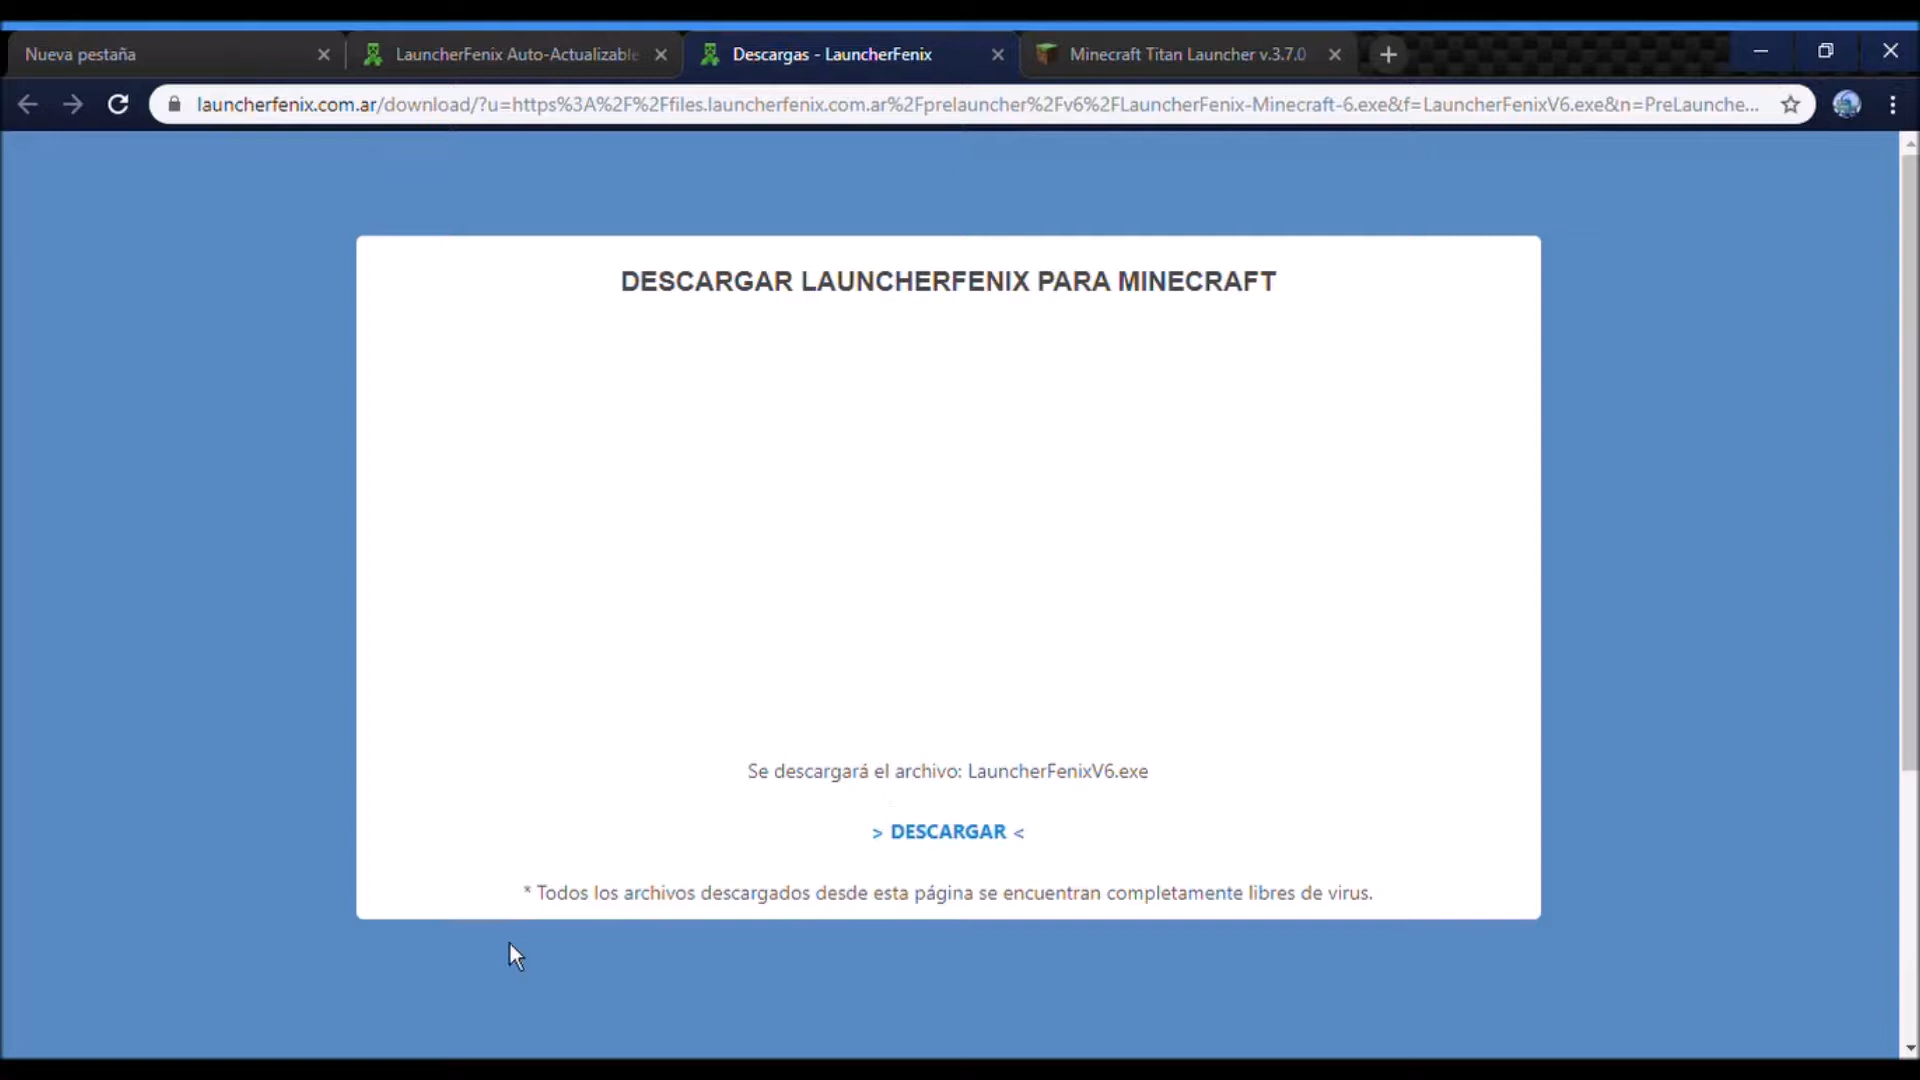 Nueva pestaña
LauncherFenix Auto-Actualizable
Descargas - LauncherFenix
Minecraft Titan Launcher v.3.7.0
launcherfenix.com.ar/download/?u=https%3A%2F%2Ffiles.launcherfenix.com.ar%2Fprelauncher%2Fv6%2FLauncherFenix-Minecraft-6.exe&f=LauncherFenixV6.exe&n=PreLaunche...
DESCARGAR LAUNCHERFENIX PARA MINECRAFT
Se descargará el archivo: LauncherFenixV6.exe
> DESCARGAR <
* Todos los archivos descargados desde esta página se encuentran completamente libres de virus.